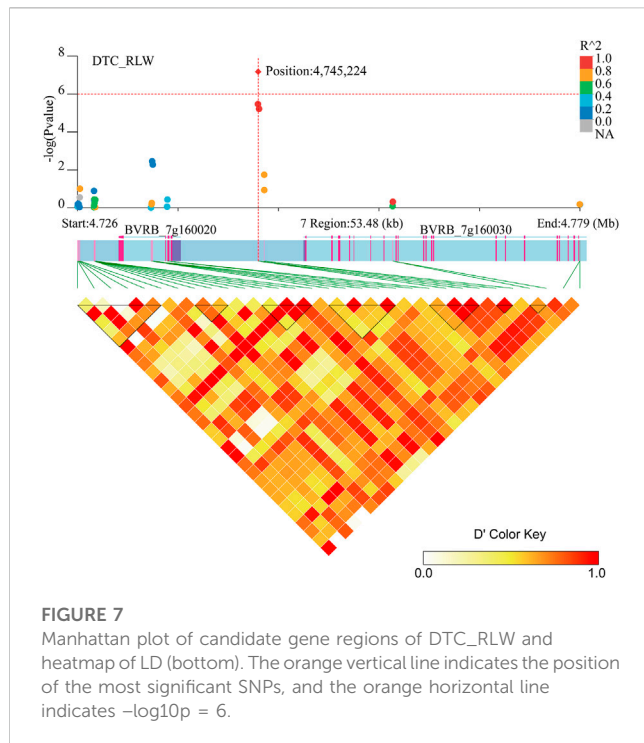 8
DTC_RLW
Position:4,745,224
6
4
2
0
-log(Pvalue)
R^2
1.0
0.8
0.6
0.4
0.2
0.0
NA
Start:4.726
7 Region:53.48 (kb)
End:4.779 (Mb)
BVRB_7g160020
BVRB_7g160030
D' Color Key
0.0
1.0
FIGURE 7
Manhattan plot of candidate gene regions of DTC_RLW and
heatmap of LD (bottom). The orange vertical line indicates the position
of the most significant SNPs, and the orange horizontal line
indicates –log10p = 6.